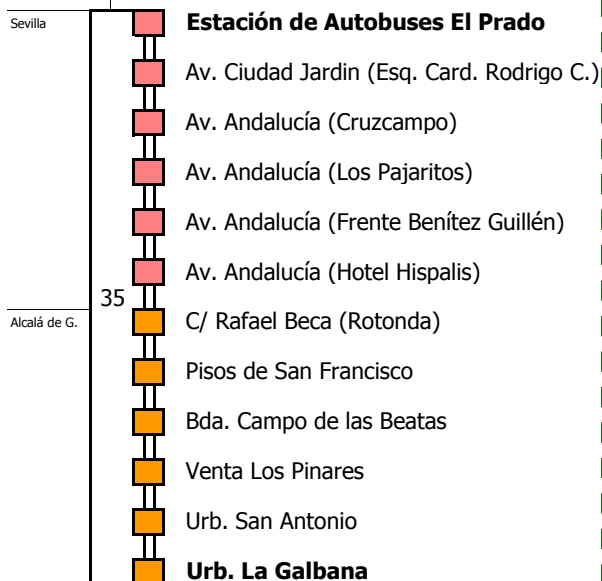 Sevilla
Estación de Autobuses El Prado
Av. Ciudad Jardin (Esq. Card. Rodrigo C.)
Av. Andalucía (Cruzcampo)
Av. Andalucía (Los Pajaritos)
Av. Andalucía (Frente Benítez Guillén)
Av. Andalucía (Hotel Hispalis)
35
Alcalá de G.
C/ Rafael Beca (Rotonda)
Pisos de San Francisco
Bda. Campo de las Beatas
Venta Los Pinares
Urb. San Antonio
Urb. La Galbana